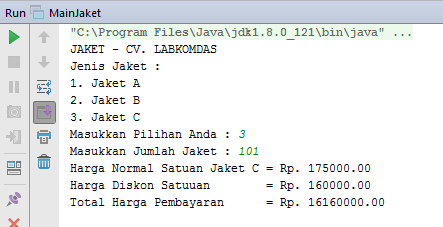 Run MainJaket
"C:\Program Files\Java\jdk1.8.0_121\bin\java" ...
JAKET - CV. LABKOMDAS
Jenis Jaket :
1. Jaket A
2. Jaket B
3. Jaket C
Masukkan Pilihan Anda : 3
Masukkan Jumlah Jaket : 101
Harga Normal Satuan Jaket C = Rp. 175000.00
Harga Diskon Satuuan = Rp. 160000.00
Total Harga Pembayaran = Rp. 16160000.00